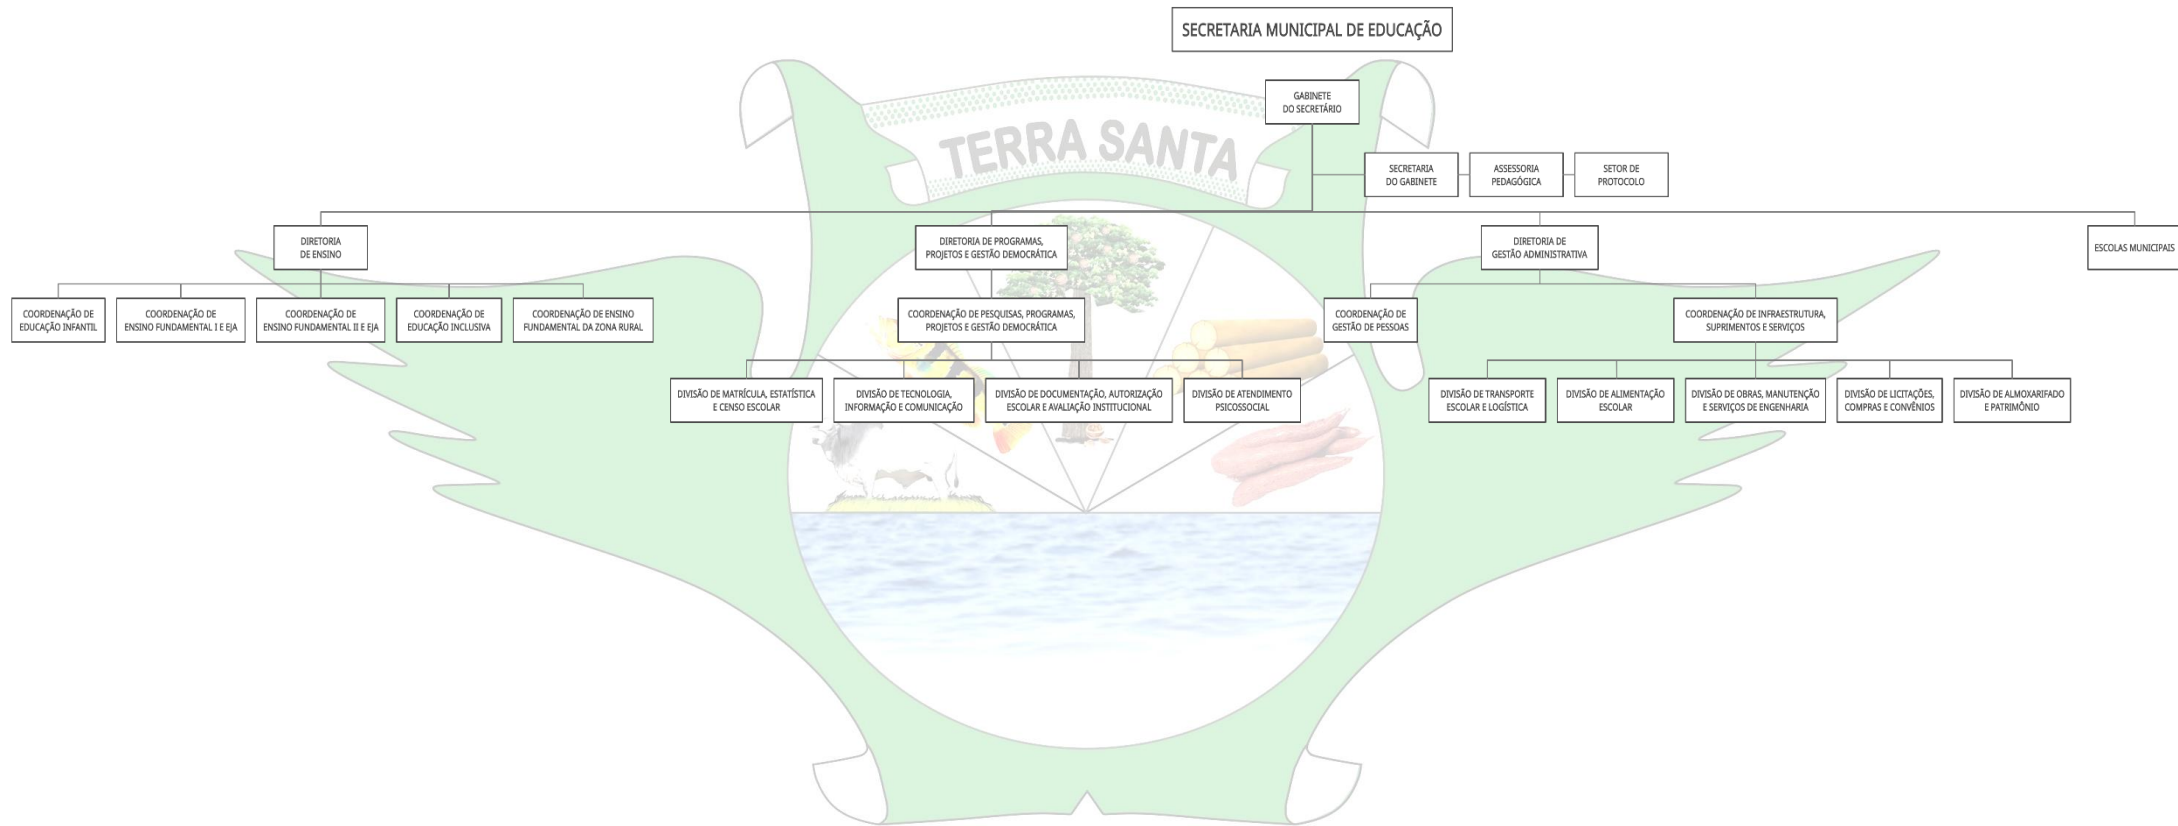 SECRETARIA MUNICIPAL DE EDUCAÇÃO
GABINETE
DO SECRETÁRIO
TERRA SANTA
SECRETARIA
DO GABINETE
ASSESSORIA
PEDAGÓGICA
SETOR DE
PROTOCOLO
DIRETORIA
DE ENSINO
DIRETORIA DE PROGRAMAS,
PROJETOS E GESTÃO DEMOCRÁTICA
DIRETORIA DE
GESTÃO ADMINISTRATIVA
ESCOLAS MUNICIPAIS
COORDENAÇÃO DE
EDUCAÇÃO INFANTIL
COORDENAÇÃO DE
ENSINO FUNDAMENTAL I E EJA
COORDENAÇÃO DE
ENSINO FUNDAMENTAL II E EJA
COORDENAÇÃO DE
EDUCAÇÃO INCLUSIVA
COORDENAÇÃO DE ENSINO
FUNDAMENTAL DA ZONA RURAL
COORDENAÇÃO DE PESQUISAS, PROGRAMAS,
PROJETOS E GESTÃO DEMOCRÁTICA
COORDENAÇÃO DE
GESTÃO DE PESSOAS
COORDENAÇÃO DE INFRAESTRUTURA,
SUPRIMENTOS E SERVIÇOS
DIVISÃO DE MATRÍCULA, ESTATÍSTICA
E CENSO ESCOLAR
DIVISÃO DE TECNOLOGIA,
INFORMAÇÃO E COMUNICAÇÃO
DIVISÃO DE DOCUMENTAÇÃO, AUTORIZAÇÃO
ESCOLAR E AVALIAÇÃO INSTITUCIONAL
DIVISÃO DE ATENDIMENTO
PSICOSSOCIAL
DIVISÃO DE TRANSPORTE
ESCOLAR E LOGÍSTICA
DIVISÃO DE ALIMENTAÇÃO
ESCOLAR
DIVISÃO DE OBRAS, MANUTENÇÃO
E SERVIÇOS DE ENGENHARIA
DIVISÃO DE LICITAÇÕES,
COMPRAS E CONVÊNIOS
DIVISÃO DE ALMOXARIFADO
E PATRIMÔNIO